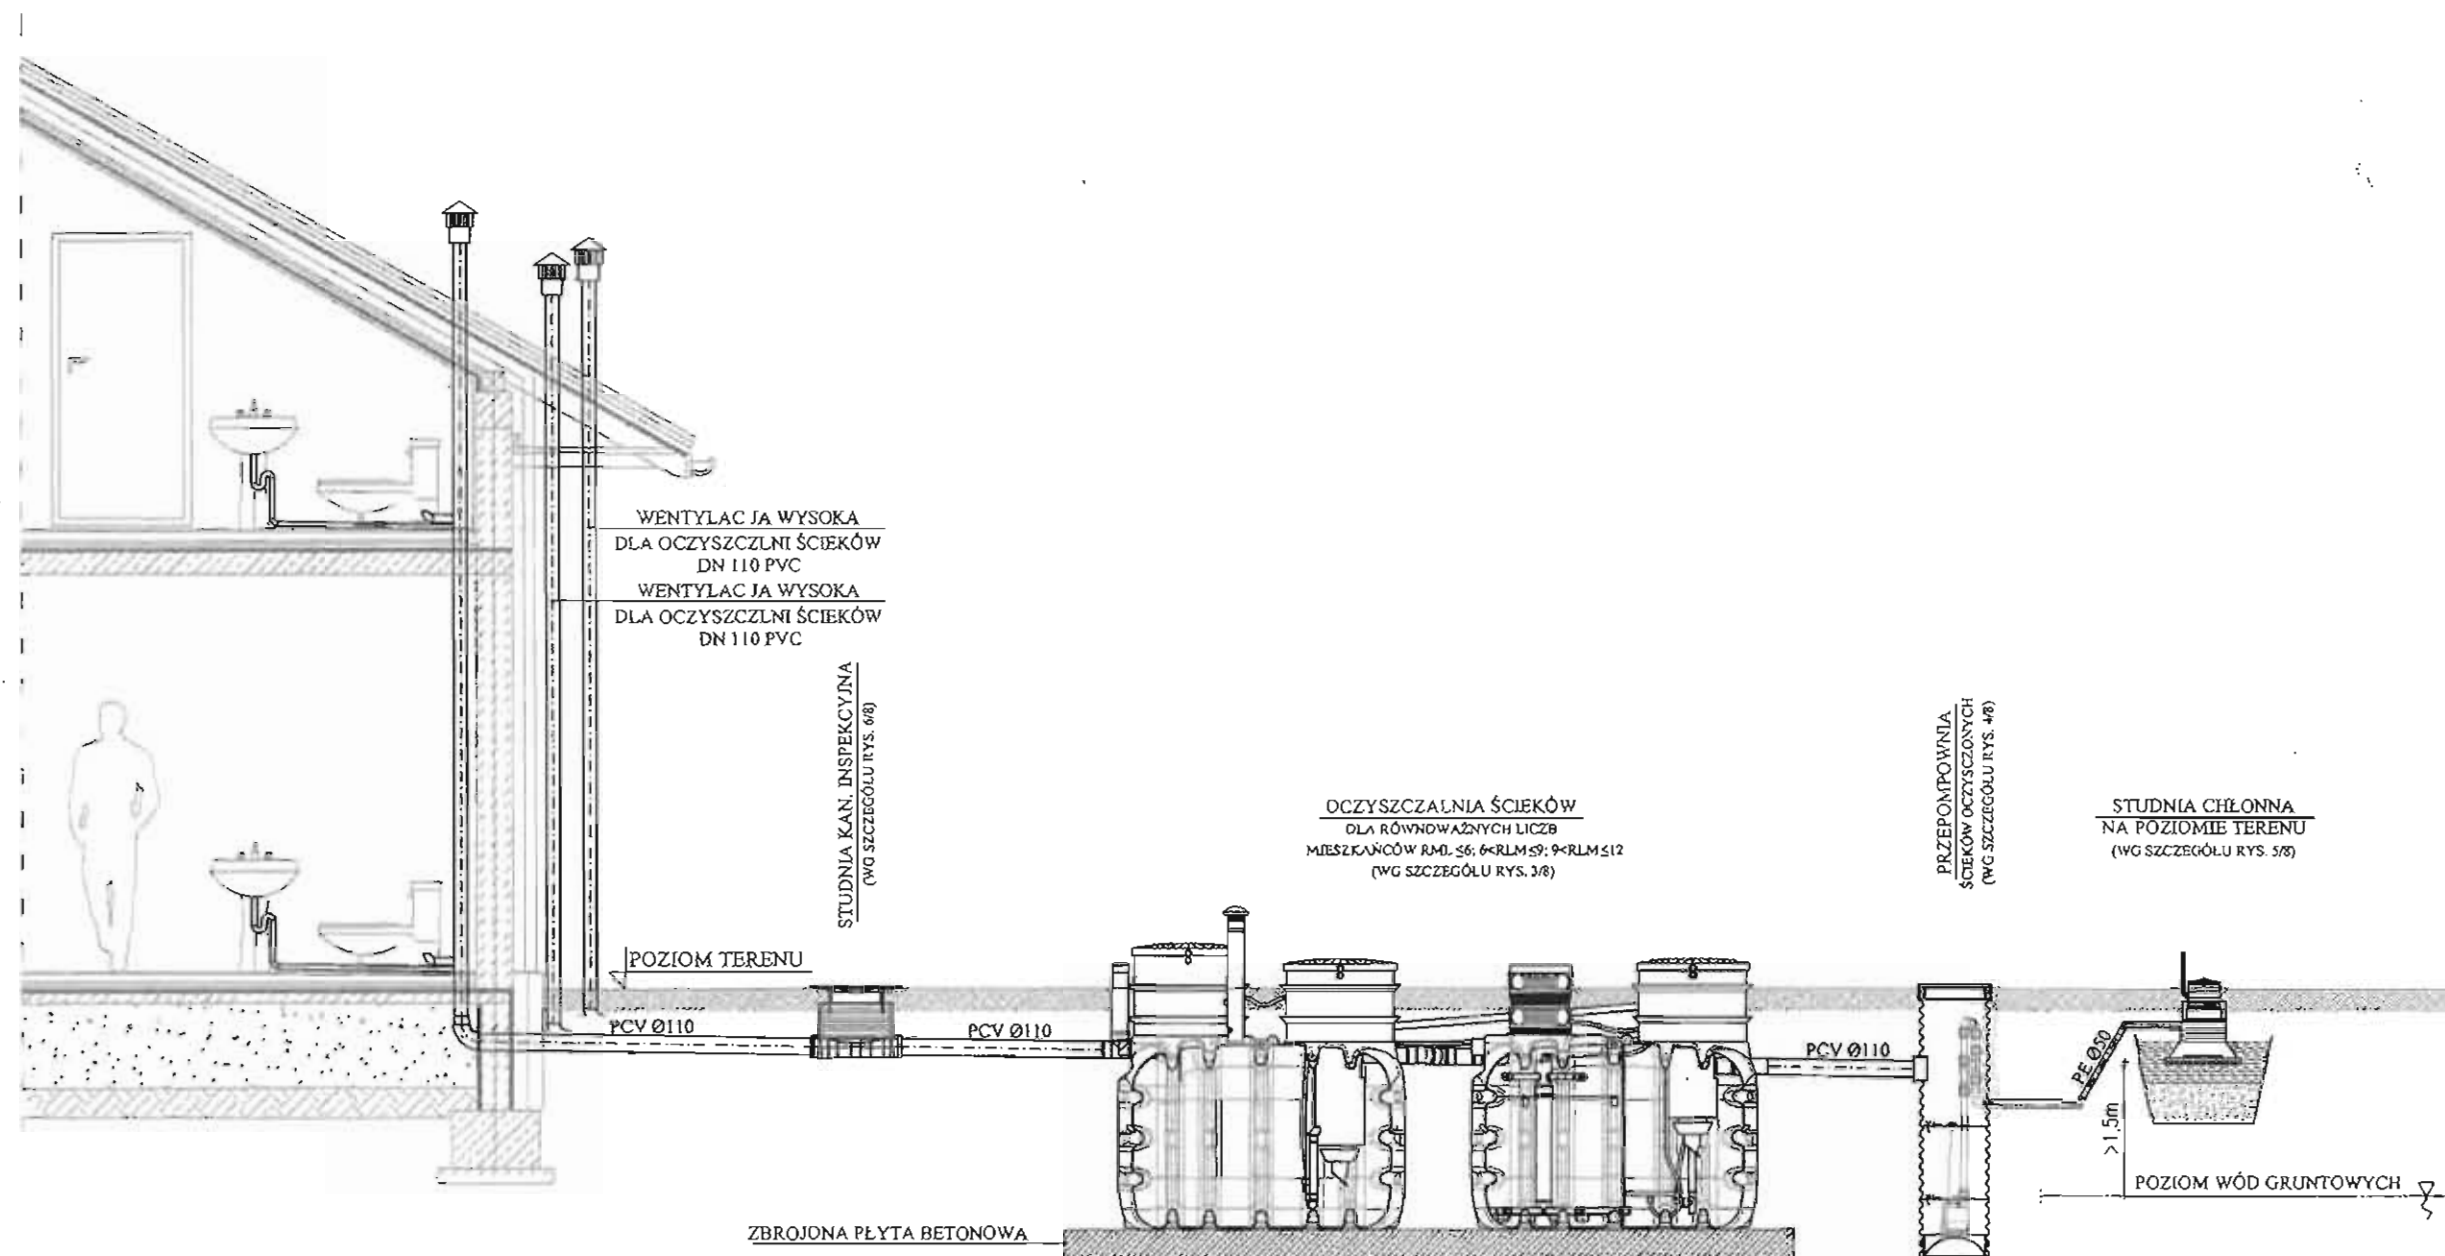 WENTYLACJA WYSOKA
DLA OCZYSZCZLNI ŚCIEKÓW
DN 110 PVC
WENTYLACJA WYSOKA
DLA OCZYSZCZLNI ŚCIEKÓW
DN 110 PVC
STUDNIA KAN. INSPEKCYJNA
(WG SZCZEGÓŁU RYS. 6/8)
POZIOM TERENU
PCV Ø110
PCV Ø110
OCZYSZCZALNIA ŚCIEKÓW
DLA RÓWNOWAŻNYCH LICZB
MIESZKAŃCÓW RML ≤6; 6<RLM≤9; 9<RLM≤12
(WG SZCZEGÓŁU RYS. 3/8)
PRZEPOMPOWNIA
ŚCIEKÓW OCZYSCZONYCH
(WG SZCZEGÓŁU RYS. 4/8)
STUDNIA CHŁONNA
NA POZIOMIE TERENU
(WG SZCZEGÓŁU RYS. 5/8)
PCV Ø110
PE Ø50
>1,5m
POZIOM WÓD GRUNTOWYCH
ZBROJONA PŁYTA BETONOWA